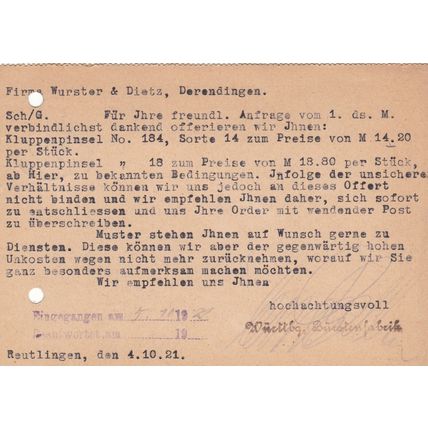 Firma Wurster & Dietz, Derendingen.
Sch/G. Für Jhre freundl. Anfrage vom 1. ds. M.
verbindlichst dankend offerieren wir Jhnen:
Kluppenpinsel No. 184, Sorte 14 zum Preise von M 14.20
per Stück.
Kluppenpinsel " 18 zum Preise von M 18.80 per Stück,
ab Hier, zu bekannten Bedingungen. Jnfolge der unsichere
Verhältnisse können wir uns jedoch an dieses Offert
nicht binden und wir empfehlen Jhnen daher, sich sofort
zu entschliessen und uns Jhre Order mit wendender Post
zu überschreiben.
Muster stehen Jhnen auf Wunsch gerne zu
Diensten. Diese können wir aber der gegenwärtig hohen
Unkosten wegen nicht mehr zurücknehmen, worauf wir Sie
ganz besonders aufmerksam machen möchten.
Wir empfehlen uns Jhnen
hochachtungsvoll
Württbg. Bürstenfabrik
Eingegangen am 19
Beantwortet am 19
Reutlingen, den 4.10.21.